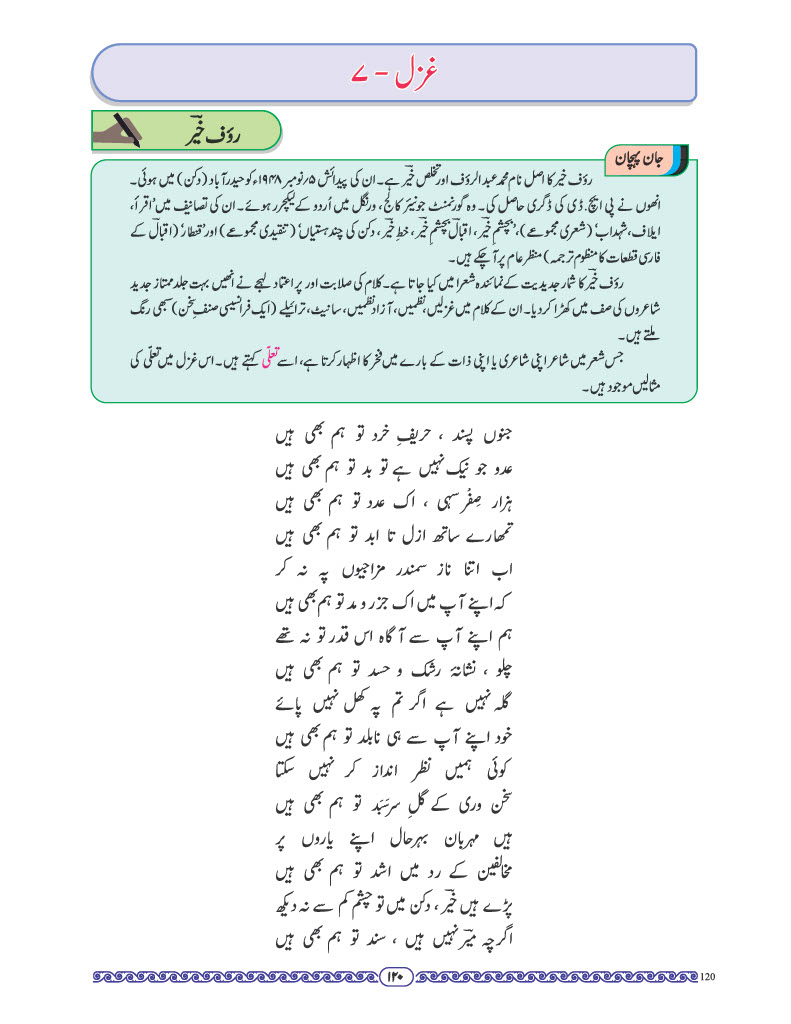 غزل - ۷
رؤف خیرؔ
جان پہچان
رؤف خیر کا اصل نام محمد عبدالرؤف اور تخلص خیرؔ ہے۔ ان کی پیدائش ۵؍نومبر ۱۹۴۸ء کو حیدرآباد (دکن) میں ہوئی۔
انھوں نے پی ایچ.ڈی کی ڈگری حاصل کی۔ وہ گورنمنٹ جونیئر کالج، ورنگل میں اُردو کے لیکچرر ہوئے۔ ان کی تصانیف میں 'اقرأ،
ایلاف، شہداب' (شعری مجموعے)، 'بچشمِ خیرؔ، اقبالؔ بچشمِ خیرؔ، خطِ خیرؔ، دکن کی چند ہستیاں' (تنقیدی مجموعے) اور 'قنطار' (اقبالؔ کے
فارسی قطعات کا منظوم ترجمہ) منظرِ عام پر آچکے ہیں۔
رؤف خیرؔ کا شمار جدیدیت کے نمائندہ شعرا میں کیا جاتا ہے۔ کلام کی صلابت اور پراعتماد لہجے نے انھیں بہت جلد ممتاز جدید
شاعروں کی صف میں کھڑا کردیا۔ ان کے کلام میں غزلیں، نظمیں، آزاد نظمیں، سانیٹ، ترائیلے (ایک فرانسیسی صنفِ سخن) سبھی رنگ
ملتے ہیں۔
جس شعر میں شاعر اپنی شاعری یا اپنی ذات کے بارے میں فخر کا اظہار کرتا ہے، اسے تعلّی کہتے ہیں۔ اس غزل میں تعلّی کی
مثالیں موجود ہیں۔
جنوں پسند ، حریفِ خرد تو ہم بھی ہیں
عدو جو نیک نہیں ہے تو بد تو ہم بھی ہیں
ہزار صِفْر سہی ، اک عدد تو ہم بھی ہیں
تمھارے ساتھ ازل تا ابد تو ہم بھی ہیں
اب اتنا ناز سمندر مزاجیوں پہ نہ کر
کہ اپنے آپ میں اک جزر و مد تو ہم بھی ہیں
ہم اپنے آپ سے آگاہ اس قدر تو نہ تھے
چلو ، نشانۂ رشک و حسد تو ہم بھی ہیں
گلہ نہیں ہے اگر تم پہ کھل نہیں پائے
خود اپنے آپ سے ہی نابلد تو ہم بھی ہیں
کوئی ہمیں نظر انداز کر نہیں سکتا
سخن وری کے گلِ سرسَبَد تو ہم بھی ہیں
ہیں مہربان بہرحال اپنے یاروں پر
مخالفین کے رد میں اشد تو ہم بھی ہیں
پڑے ہیں خیرؔ ، دکن میں تو چشمِ کم سے نہ دیکھ
اگرچہ میرؔ نہیں ہیں ، سند تو ہم بھی ہیں
۱۲۰
120